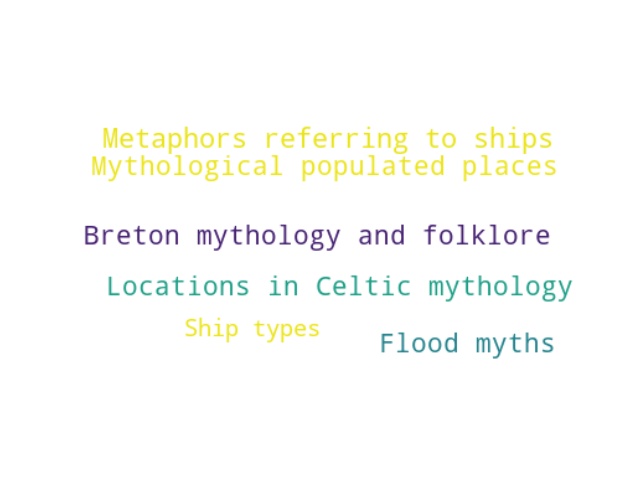 Metaphors referring to ships
Mythological populated places
Breton mythology and folklore
Locations in Celtic mythology
Ship types
Flood myths